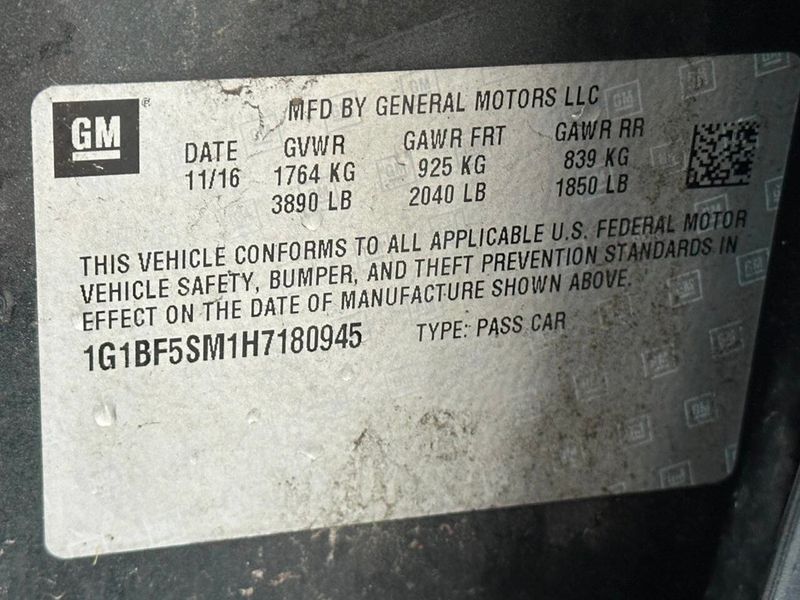 GM®
MFD BY GENERAL MOTORS LLC
DATE GVWR GAWR FRT GAWR RR
11/16 1764 KG 925 KG 839 KG
3890 LB 2040 LB 1850 LB
THIS VEHICLE CONFORMS TO ALL APPLICABLE U.S. FEDERAL MOTOR
VEHICLE SAFETY, BUMPER, AND THEFT PREVENTION STANDARDS IN
EFFECT ON THE DATE OF MANUFACTURE SHOWN ABOVE.
1G1BF5SM1H7180945 TYPE: PASS CAR